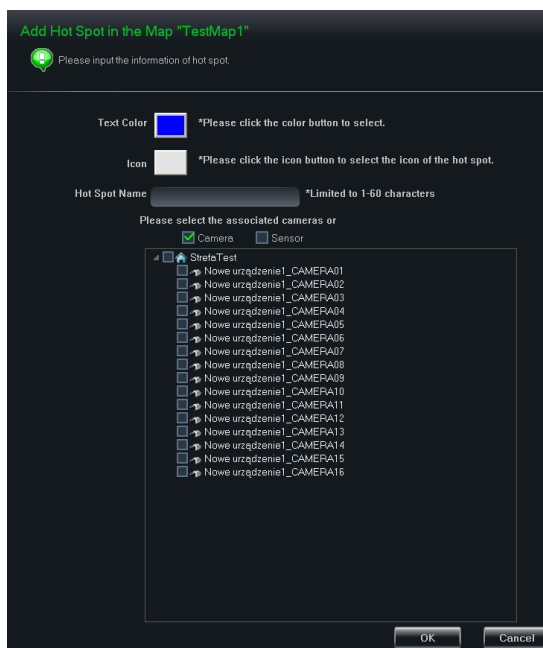 Add Hot Spot in the Map "TestMap1"
Please input the information of hot spot.
Text Color *Please click the color button to select.
Icon *Please click the icon button to select the icon of the hot spot.
Hot Spot Name *Limited to 1-60 characters
Please select the associated cameras or
Camera Sensor
StrefaTest
Nowe urządzenie1_CAMERA01
Nowe urządzenie1_CAMERA02
Nowe urządzenie1_CAMERA03
Nowe urządzenie1_CAMERA04
Nowe urządzenie1_CAMERA05
Nowe urządzenie1_CAMERA06
Nowe urządzenie1_CAMERA07
Nowe urządzenie1_CAMERA08
Nowe urządzenie1_CAMERA09
Nowe urządzenie1_CAMERA10
Nowe urządzenie1_CAMERA11
Nowe urządzenie1_CAMERA12
Nowe urządzenie1_CAMERA13
Nowe urządzenie1_CAMERA14
Nowe urządzenie1_CAMERA15
Nowe urządzenie1_CAMERA16
OK Cancel